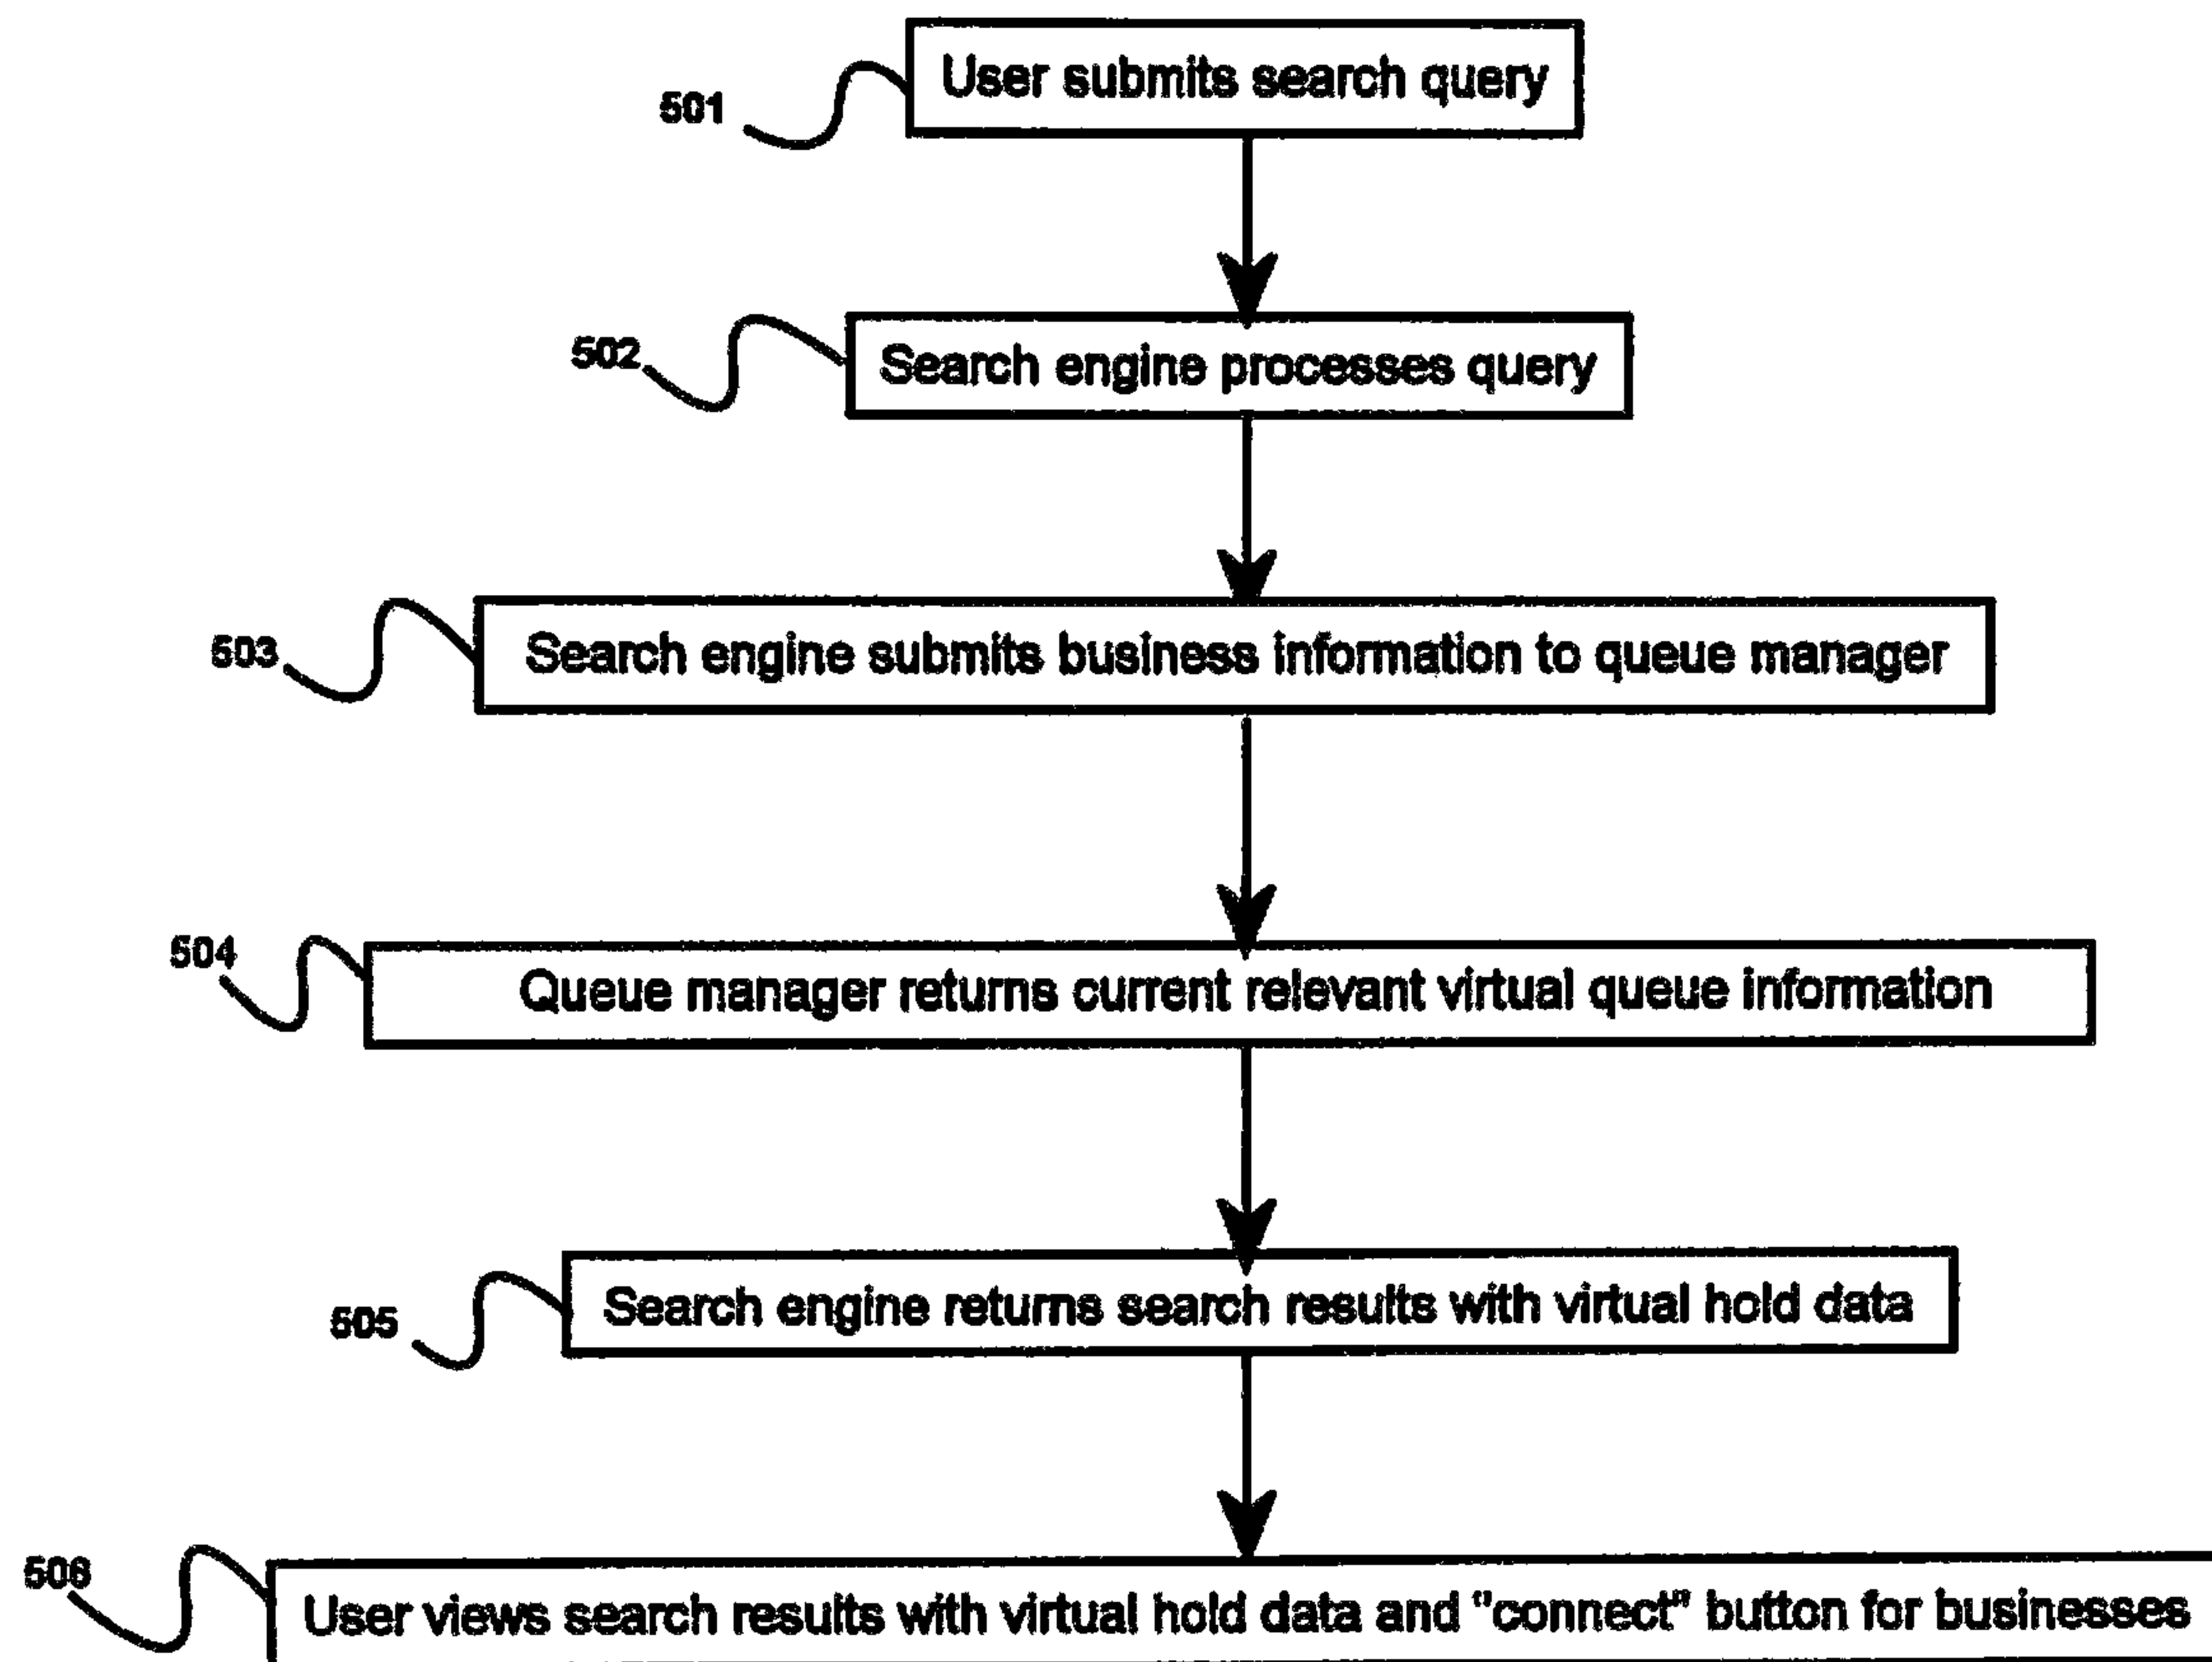 501
User submits search query
502
Search engine processes query
503
Search engine submits business information to queue manager
504
Queue manager returns current relevant virtual queue information
505
Search engine returns search results with virtual hold data
506
User views search results with virtual hold data and "connect" button for businesses